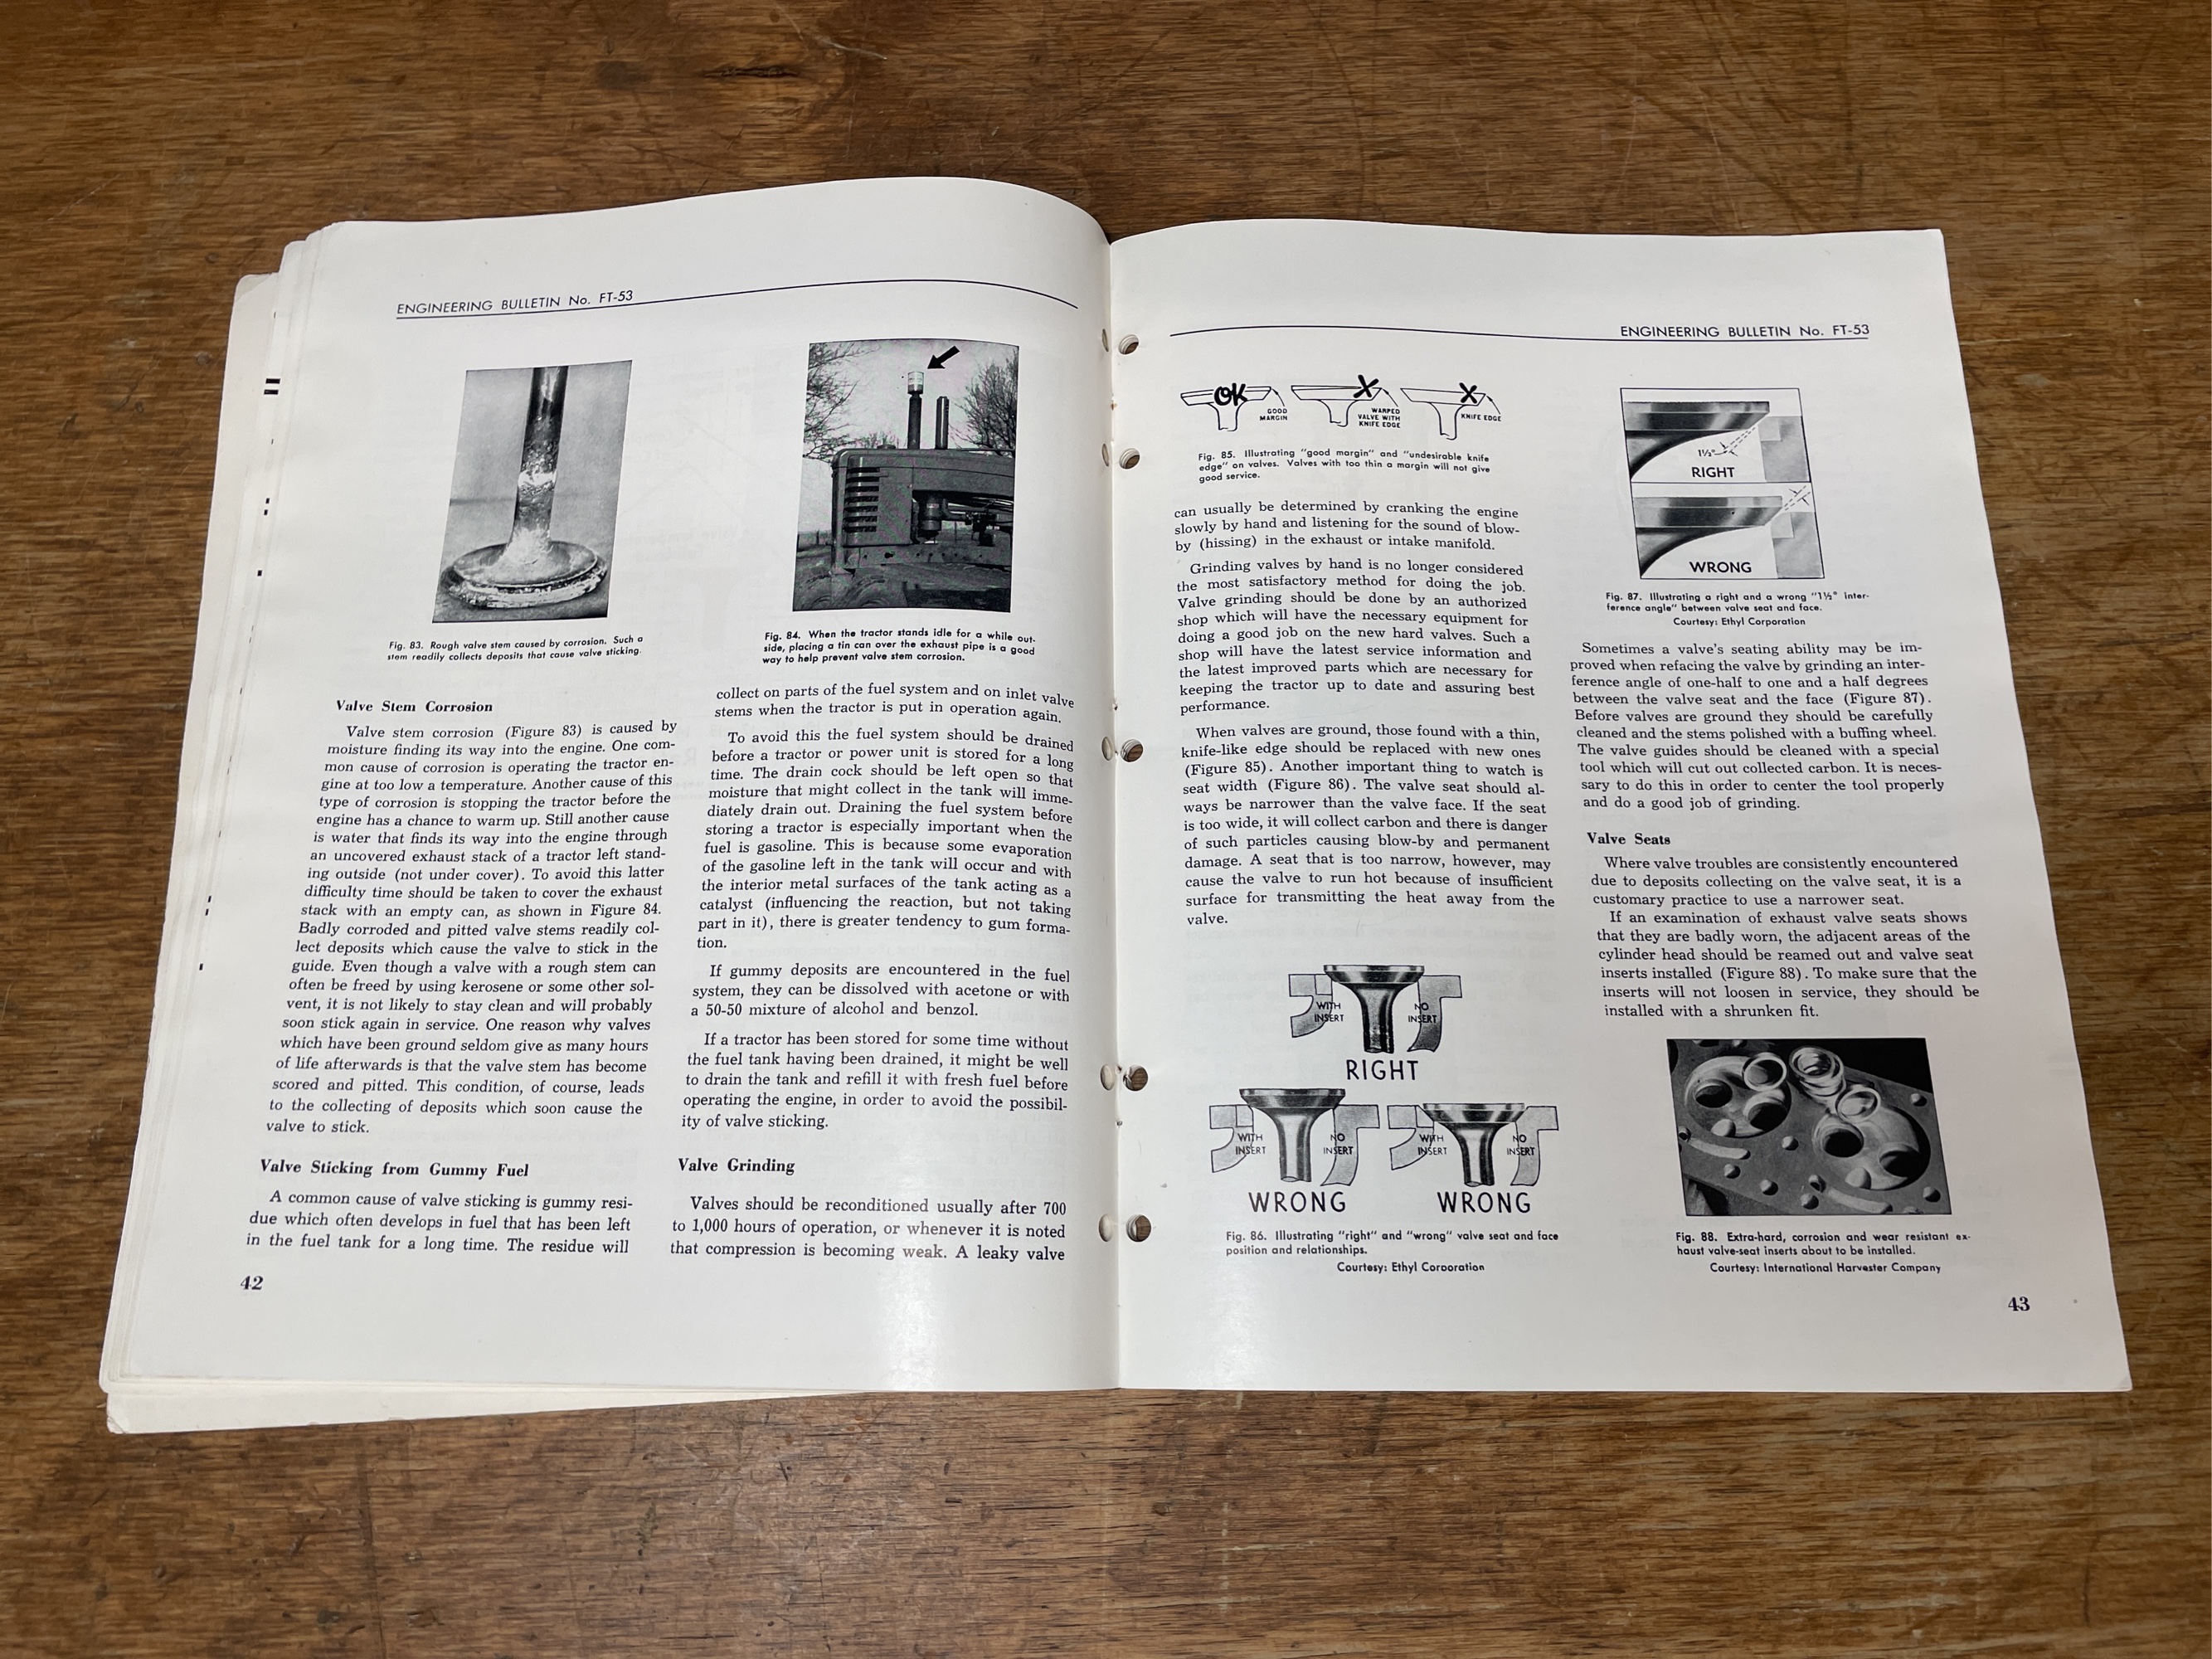 ENGINEERING BULLETIN No. FT-53
Fig. 83. Rough valve stem caused by corrosion. Such a
stem readily collects deposits that cause valve sticking.
Valve Stem Corrosion
Valve stem corrosion (Figure 83) is caused by
moisture finding its way into the engine. One com-
mon cause of corrosion is operating the tractor en-
gine at too low a temperature. Another cause of this
type of corrosion is stopping the tractor before the
engine has a chance to warm up. Still another cause
is water that finds its way into the engine through
an uncovered exhaust stack of a tractor left stand-
ing outside (not under cover). To avoid this latter
difficulty time should be taken to cover the exhaust
stack with an empty can, as shown in Figure 84.
Badly corroded and pitted valve stems readily col-
lect deposits which cause the valve to stick in the
guide. Even though a valve with a rough stem can
often be freed by using kerosene or some other sol-
vent, it is not likely to stay clean and will probably
soon stick again in service. One reason why valves
which have been ground seldom give as many hours
of life afterwards is that the valve stem has become
scored and pitted. This condition, of course, leads
to the collecting of deposits which soon cause the
valve to stick.
Valve Sticking from Gummy Fuel
A common cause of valve sticking is gummy resi-
due which often develops in fuel that has been left
in the fuel tank for a long time. The residue will
42
Fig. 84. When the tractor stands idle for a while out-
side, placing a tin can over the exhaust pipe is a good
way to help prevent valve stem corrosion.
collect on parts of the fuel system and on inlet valve
stems when the tractor is put in operation again.
To avoid this the fuel system should be drained
before a tractor or power unit is stored for a long
time. The drain cock should be left open so that
moisture that might collect in the tank will imme-
diately drain out. Draining the fuel system before
storing a tractor is especially important when the
fuel is gasoline. This is because some evaporation
of the gasoline left in the tank will occur and with
the interior metal surfaces of the tank acting as a
catalyst (influencing the reaction, but not taking
part in it), there is greater tendency to gum forma-
tion.
If gummy deposits are encountered in the fuel
system, they can be dissolved with acetone or with
a 50-50 mixture of alcohol and benzol.
If a tractor has been stored for some time without
the fuel tank having been drained, it might be well
to drain the tank and refill it with fresh fuel before
operating the engine, in order to avoid the possibil-
ity of valve sticking.
Valve Grinding
Valves should be reconditioned usually after 700
to 1,000 hours of operation, or whenever it is noted
that compression is becoming weak. A leaky valve
ENGINEERING BULLETIN No. FT-53
OK
GOOD
MARGIN
X
WARPED
VALVE WITH
KNIFE EDGE
X
KNIFE EDGE
Fig. 85. Illustrating "good margin" and "undesirable knife
edge" on valves. Valves with too thin a margin will not give
good service.
can usually be determined by cranking the engine
slowly by hand and listening for the sound of blow-
by (hissing) in the exhaust or intake manifold.
Grinding valves by hand is no longer considered
the most satisfactory method for doing the job.
Valve grinding should be done by an authorized
shop which will have the necessary equipment for
doing a good job on the new hard valves. Such a
shop will have the latest service information and
the latest improved parts which are necessary for
keeping the tractor up to date and assuring best
performance.
When valves are ground, those found with a thin,
knife-like edge should be replaced with new ones
(Figure 85). Another important thing to watch is
seat width (Figure 86). The valve seat should al-
ways be narrower than the valve face. If the seat
is too wide, it will collect carbon and there is danger
of such particles causing blow-by and permanent
damage. A seat that is too narrow, however, may
cause the valve to run hot because of insufficient
surface for transmitting the heat away from the
valve.
WITH
INSERT
NO
INSERT
RIGHT
WITH
INSERT
NO
INSERT
WRONG
WITH
INSERT
NO
INSERT
WRONG
Fig. 86. Illustrating "right" and "wrong" valve seat and face
position and relationships.
Courtesy: Ethyl Corporation
1½°
RIGHT
WRONG
Fig. 87. Illustrating a right and a wrong "1½° inter-
ference angle" between valve seat and face.
Courtesy: Ethyl Corporation
Sometimes a valve's seating ability may be im-
proved when refacing the valve by grinding an inter-
ference angle of one-half to one and a half degrees
between the valve seat and the face (Figure 87).
Before valves are ground they should be carefully
cleaned and the stems polished with a buffing wheel.
The valve guides should be cleaned with a special
tool which will cut out collected carbon. It is neces-
sary to do this in order to center the tool properly
and do a good job of grinding.
Valve Seats
Where valve troubles are consistently encountered
due to deposits collecting on the valve seat, it is a
customary practice to use a narrower seat.
If an examination of exhaust valve seats shows
that they are badly worn, the adjacent areas of the
cylinder head should be reamed out and valve seat
inserts installed (Figure 88). To make sure that the
inserts will not loosen in service, they should be
installed with a shrunken fit.
Fig. 88. Extra-hard, corrosion and wear resistant ex-
haust valve-seat inserts about to be installed.
Courtesy: International Harvester Company
43